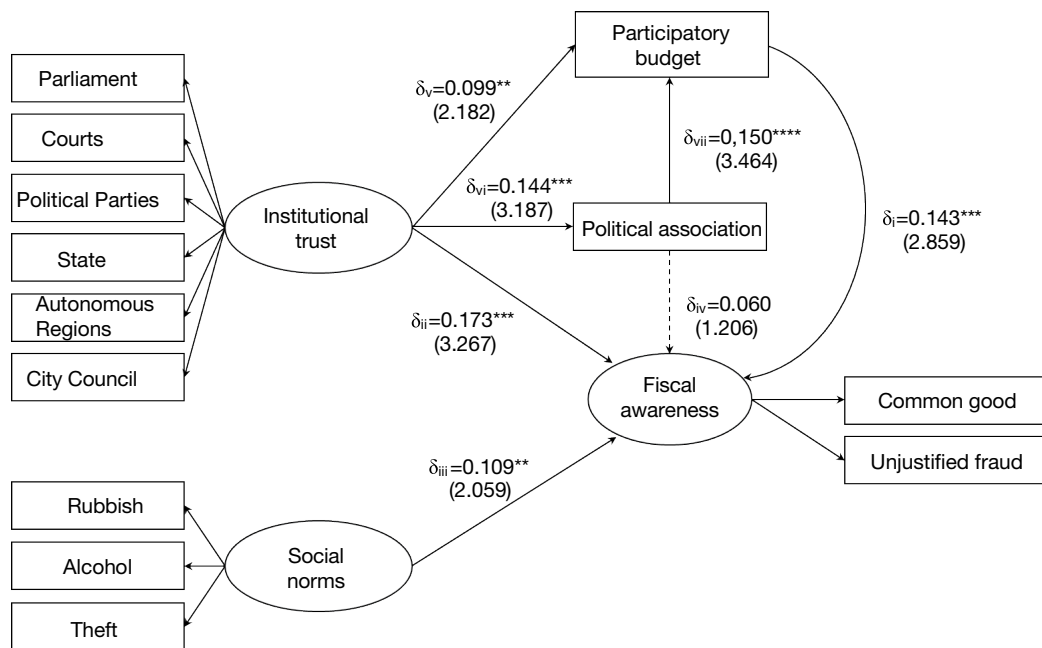 Parliament
Courts
Political Parties
State
Autonomous
Regions
City Council
Institutional
trust
δv=0.099**
(2.182)
Participatory
budget
δvii=0,150****
(3.464)
δvi=0.144***
(3.187)
Political association
δi=0.143***
(2.859)
δii=0.173***
(3.267)
δiv=0.060
(1.206)
Fiscal
awareness
Common good
Unjustified fraud
δiii=0.109**
(2.059)
Rubbish
Alcohol
Theft
Social
norms